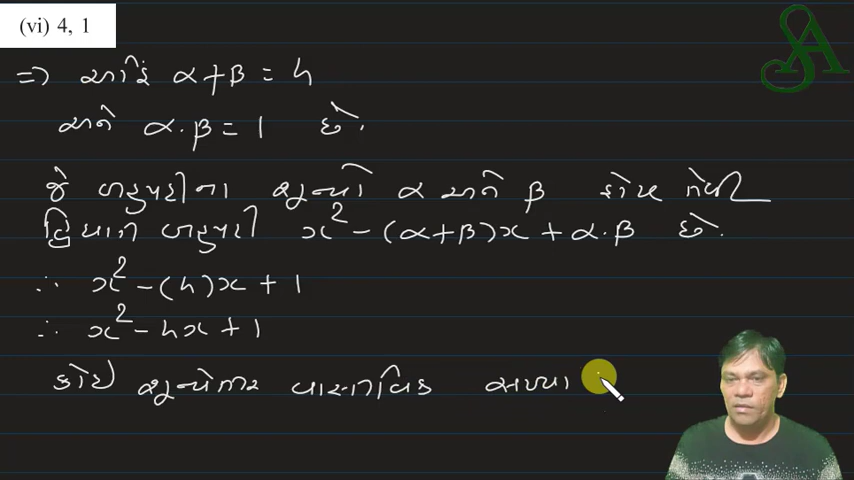 (vi) 4, 1
⇒ અહીં α+β = 4
અને α.β = 1 છે.
જે બહુપદીના શૂન્યો α અને β હોય તેવી
દ્વિઘાત બહુપદી x² - (α+β)x + α.β છે.
∴ x² - (4)x + 1
∴ x² - 4x + 1
કોઈ શૂન્યેતર વાસ્તવિક સંખ્યા